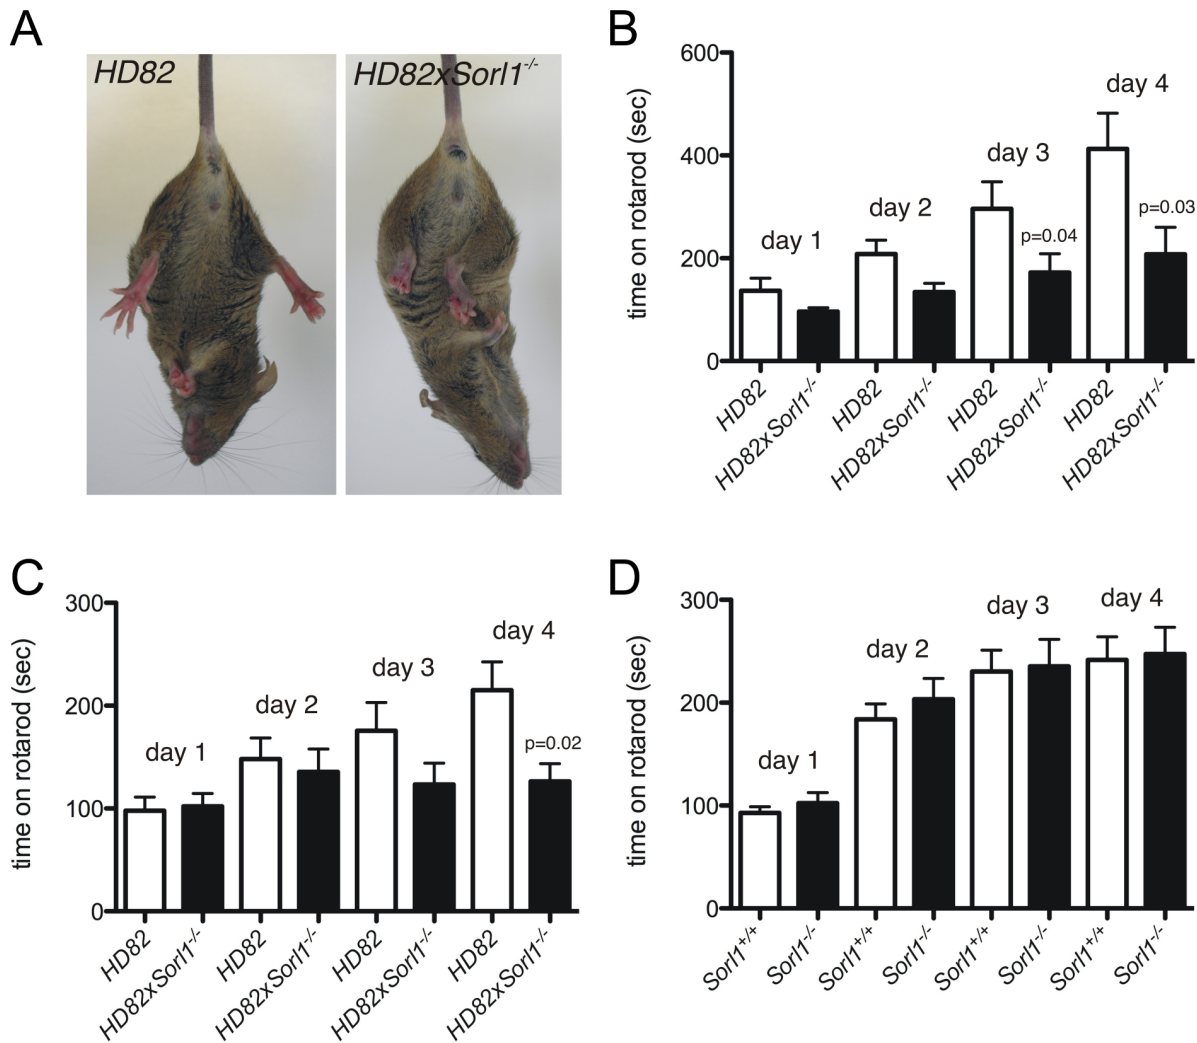 A
HD82
HD82xSorl1-/-
B
time on rotarod (sec)
600
400
200
0
day 1
day 2
day 3
day 4
p=0.04
p=0.03
HD82
HD82xSorl1-/-
HD82
HD82xSorl1-/-
HD82
HD82xSorl1-/-
HD82
HD82xSorl1-/-
C
time on rotarod (sec)
300
200
100
0
day 1
day 2
day 3
day 4
p=0.02
HD82
HD82xSorl1-/-
HD82
HD82xSorl1-/-
HD82
HD82xSorl1-/-
HD82
HD82xSorl1-/-
D
time on rotarod (sec)
300
200
100
0
day 1
day 2
day 3
day 4
Sorl1+/+
Sorl1-/-
Sorl1+/+
Sorl1-/-
Sorl1+/+
Sorl1-/-
Sorl1+/+
Sorl1-/-